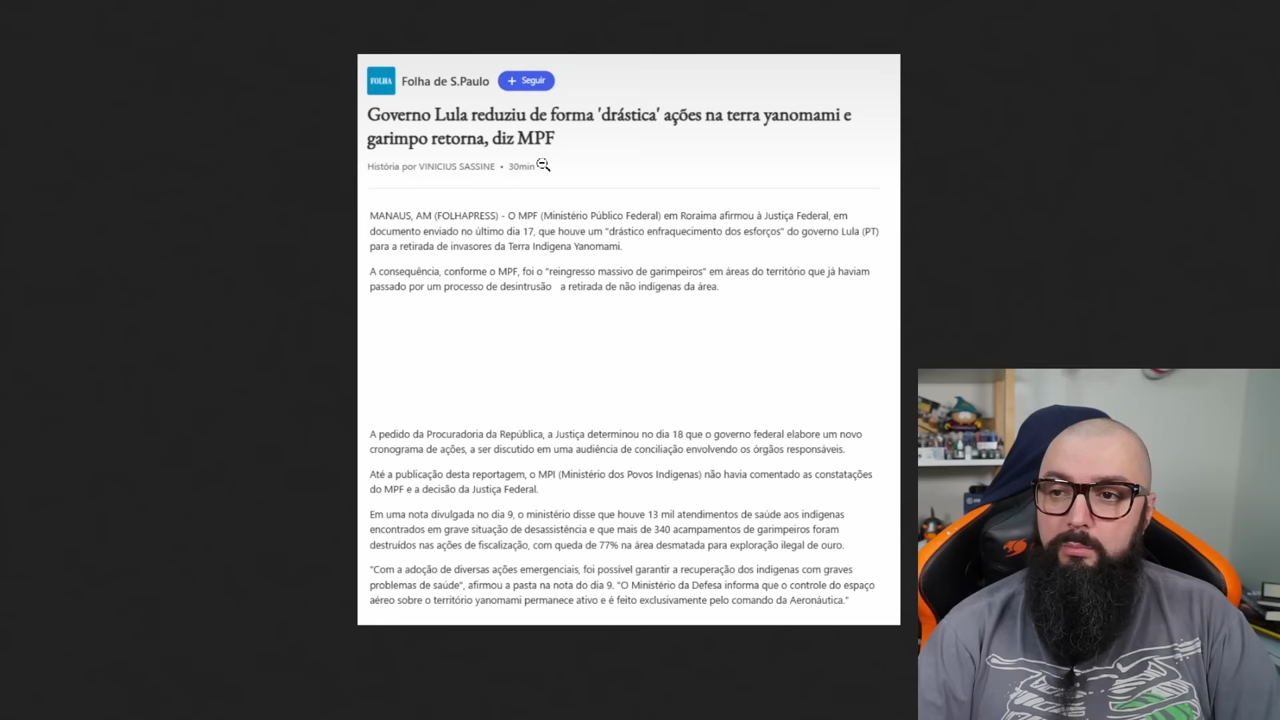 FOLHA
Folha de S.Paulo
+ Seguir
Governo Lula reduziu de forma 'drástica' ações na terra yanomami e
garimpo retorna, diz MPF
História por VINICIUS SASSINE • 30min
MANAUS, AM (FOLHAPRESS) - O MPF (Ministério Público Federal) em Roraima afirmou à Justiça Federal, em
documento enviado no último dia 17, que houve um "drástico enfraquecimento dos esforços" do governo Lula (PT)
para a retirada de invasores da Terra Indígena Yanomami.
A consequência, conforme o MPF, foi o "reingresso massivo de garimpeiros" em áreas do território que já haviam
passado por um processo de desintrusão   a retirada de não indígenas da área.
A pedido da Procuradoria da República, a Justiça determinou no dia 18 que o governo federal elabore um novo
cronograma de ações, a ser discutido em uma audiência de conciliação envolvendo os órgãos responsáveis.
Até a publicação desta reportagem, o MPI (Ministério dos Povos Indígenas) não havia comentado as constatações
do MPF e a decisão da Justiça Federal.
Em uma nota divulgada no dia 9, o ministério disse que houve 13 mil atendimentos de saúde aos indígenas
encontrados em grave situação de desassistência e que mais de 340 acampamentos de garimpeiros foram
destruídos nas ações de fiscalização, com queda de 77% na área desmatada para exploração ilegal de ouro.
"Com a adoção de diversas ações emergenciais, foi possível garantir a recuperação dos indígenas com graves
problemas de saúde", afirmou a pasta na nota do dia 9. "O Ministério da Defesa informa que o controle do espaço
aéreo sobre o território yanomami permanece ativo e é feito exclusivamente pelo comando da Aeronáutica."